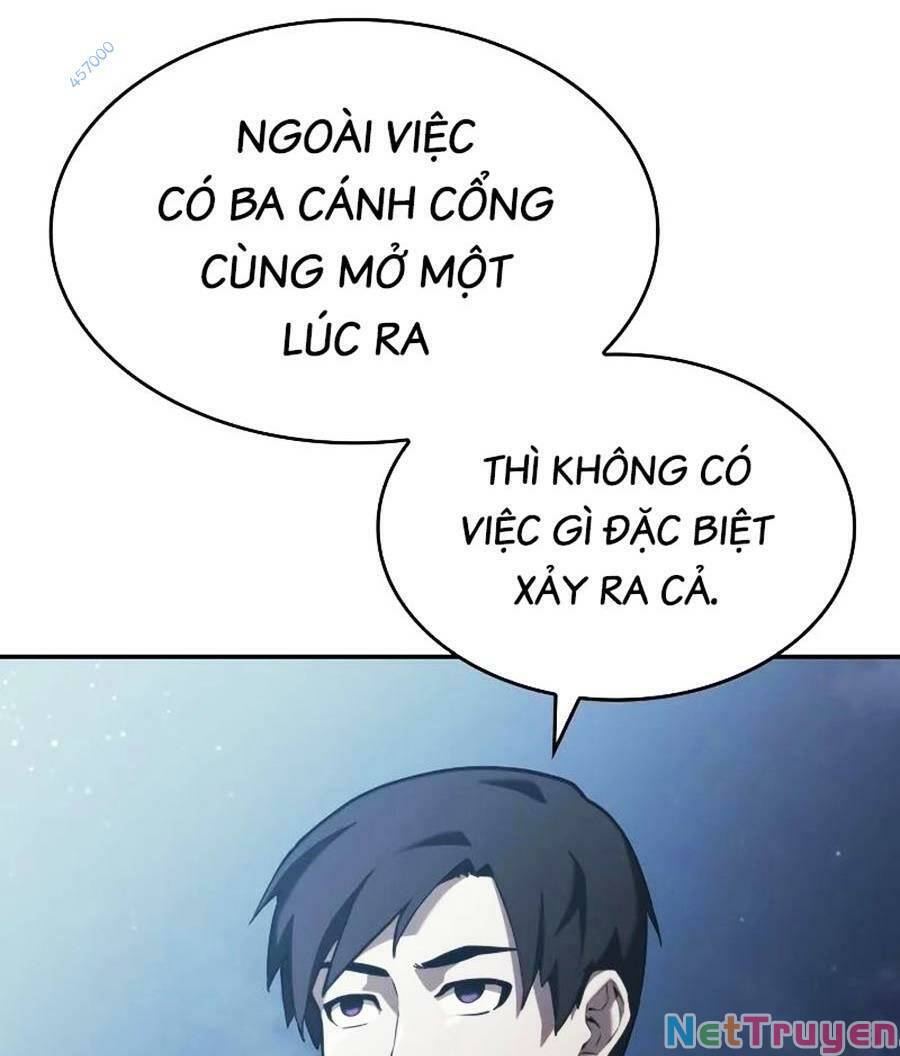 457000
NGOÀI VIỆC
CÓ BA CÁNH CỔNG
CÙNG MỞ MỘT
LÚC RA
THÌ KHÔNG CÓ
VIỆC GÌ ĐẶC BIỆT
XẢY RA CẢ.
NetTruyen